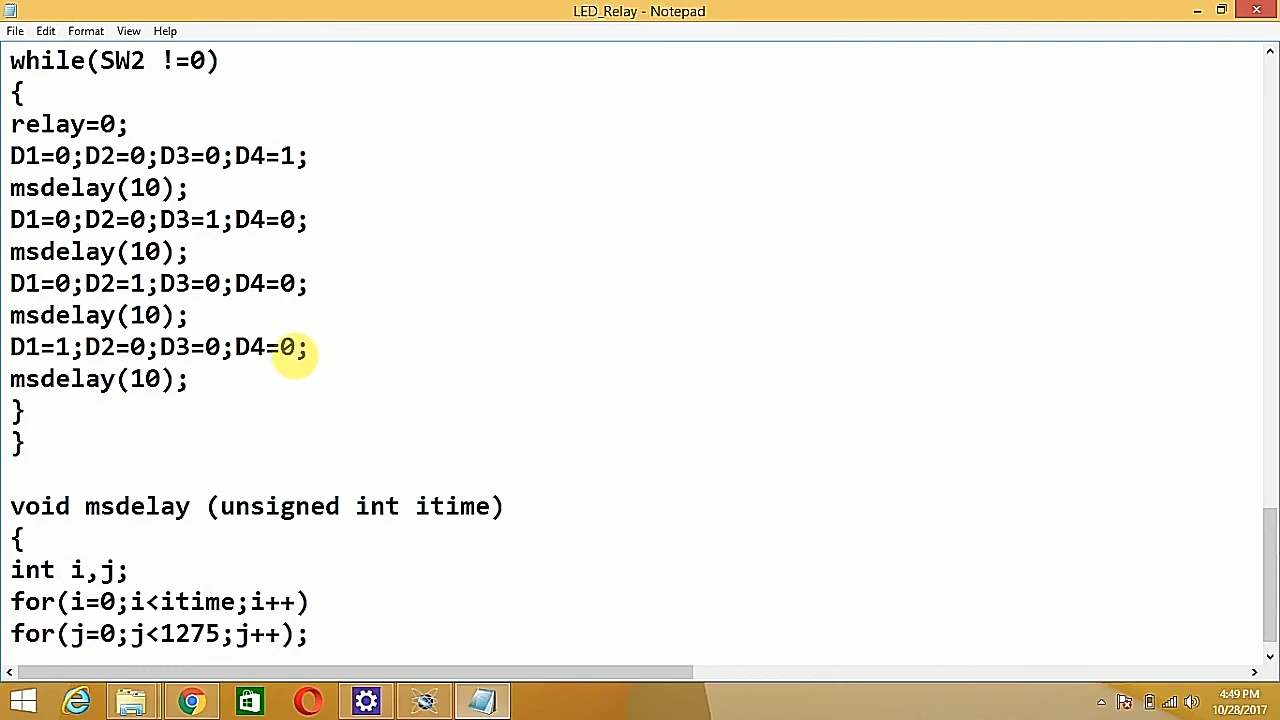 LED_Relay - Notepad
File Edit Format View Help
while(SW2 !=0)
{
relay=0;
D1=0;D2=0;D3=0;D4=1;
msdelay(10);
D1=0;D2=0;D3=1;D4=0;
msdelay(10);
D1=0;D2=1;D3=0;D4=0;
msdelay(10);
D1=1;D2=0;D3=0;D4=0;
msdelay(10);
}
}
void msdelay (unsigned int itime)
{
int i,j;
for(i=0;i<itime;i++)
for(j=0;j<1275;j++);
4:49 PM
10/28/2017